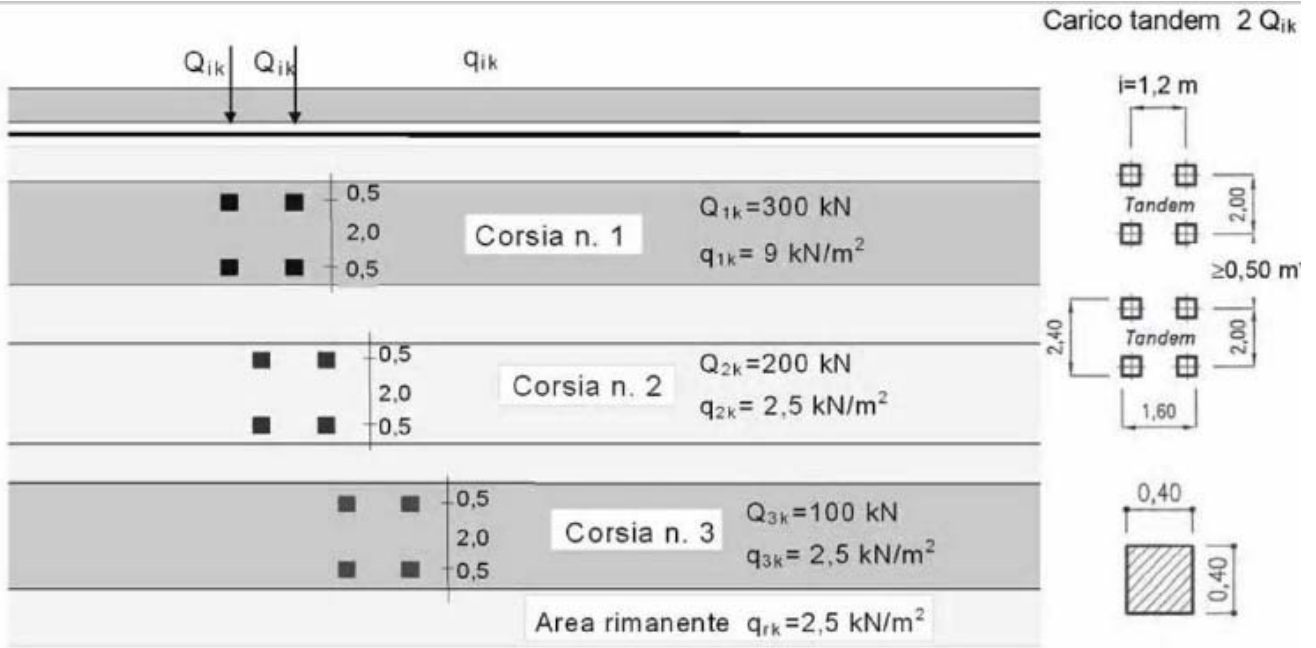 Carico tandem 2 Qik
Qik Qik qik
i=1,2 m
0,5
2,0
0,5
Corsia n. 1
Q1k=300 kN
q1k= 9 kN/m²
Tandem
2,00
≥0,50 m
0,5
2,0
0,5
Corsia n. 2
Q2k=200 kN
q2k= 2,5 kN/m²
2,40
Tandem
2,00
1,60
0,5
2,0
0,5
Corsia n. 3
Q3k=100 kN
q3k= 2,5 kN/m²
0,40
0,40
Area rimanente qrk=2,5 kN/m²